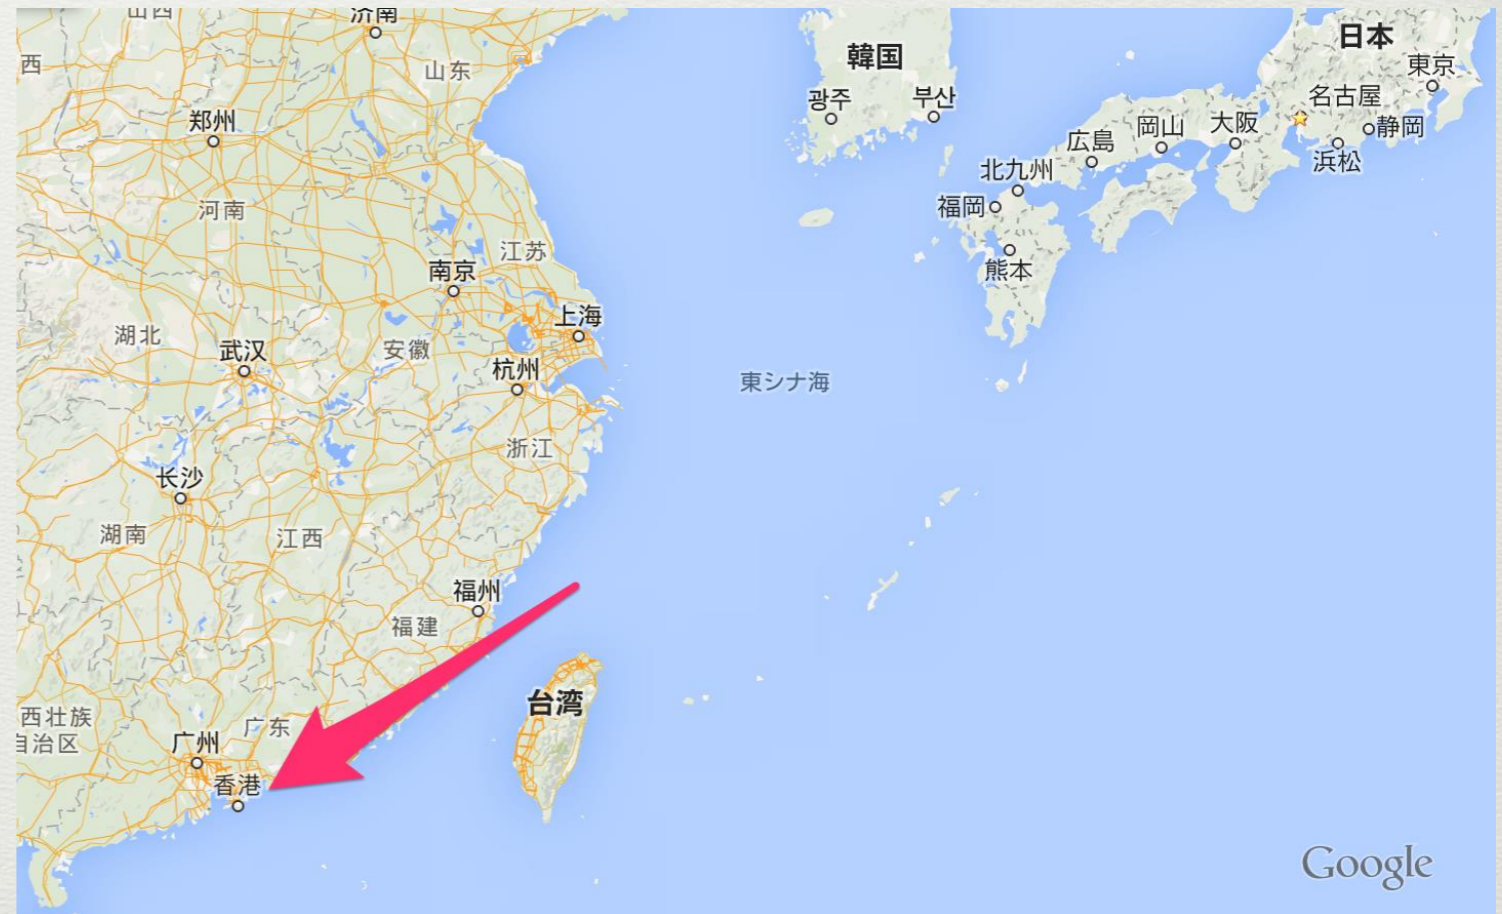 山西
济南
日本
西
山东
韓国
東京
郑州
광주
부산
名古屋
広島
岡山
大阪
静岡
浜松
北九州
河南
福岡
江苏
南京
熊本
上海
湖北
武汉
安徽
杭州
東シナ海
浙江
长沙
湖南
江西
福州
福建
台湾
西壮族
自治区
广东
广州
香港
Google